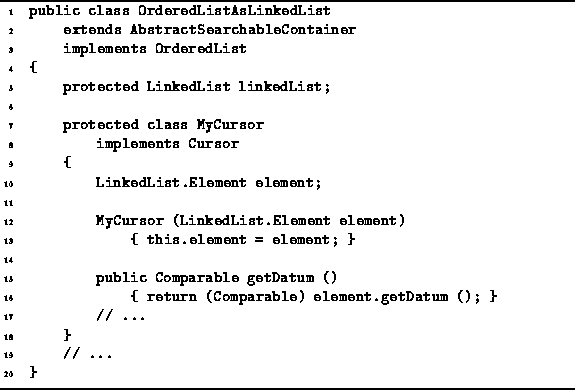 1 public class OrderedListAsLinkedList
2     extends AbstractSearchableContainer
3     implements OrderedList
4 {
5     protected LinkedList linkedList;
6
7     protected class MyCursor
8         implements Cursor
9     {
10         LinkedList.Element element;
11
12         MyCursor (LinkedList.Element element)
13             { this.element = element; }
14
15         public Comparable getDatum ()
16             { return (Comparable) element.getDatum (); }
17         // ...
18     }
19     // ...
20 }